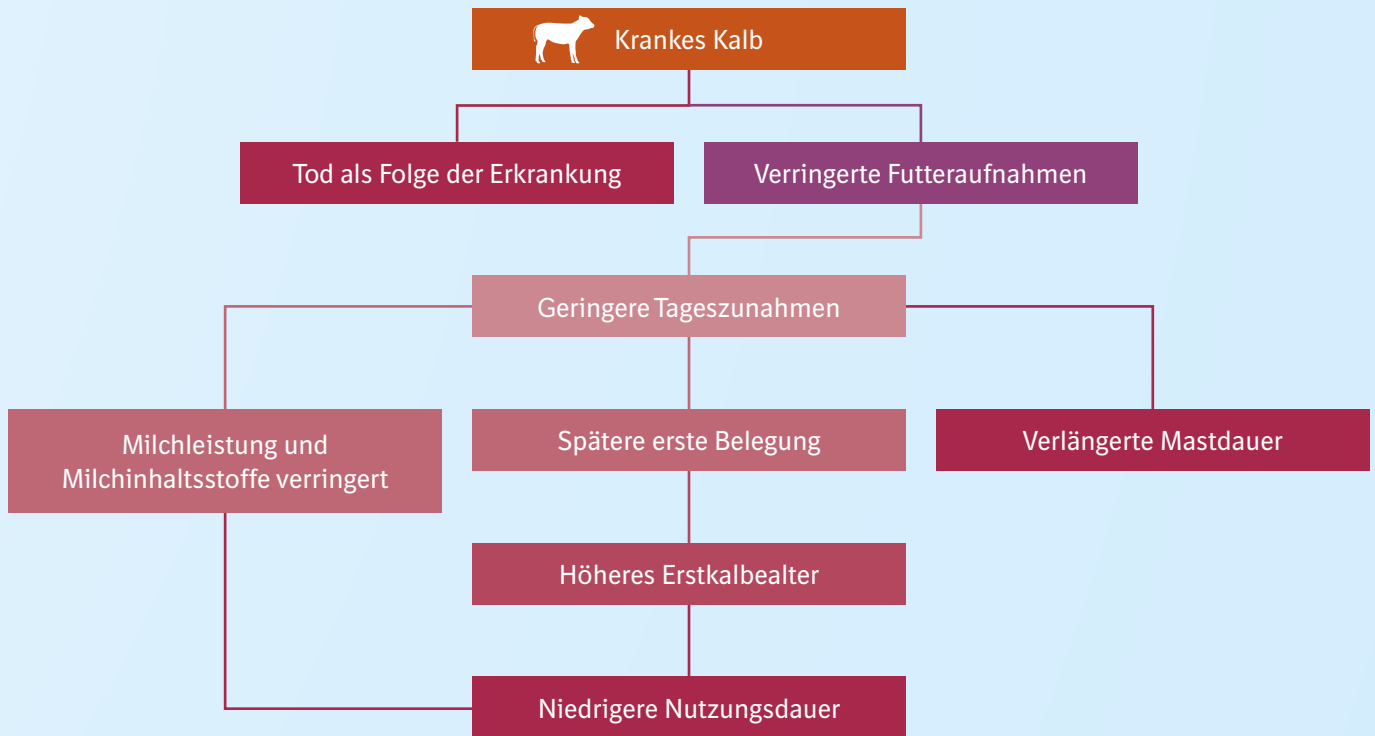 Krankes Kalb
Tod als Folge der Erkrankung
Verringerte Futteraufnahmen
Geringere Tageszunahmen
Milchleistung und
Milchinhaltsstoffe verringert
Spätere erste Belegung
Verlängerte Mastdauer
Höheres Erstkalbealter
Niedrigere Nutzungsdauer